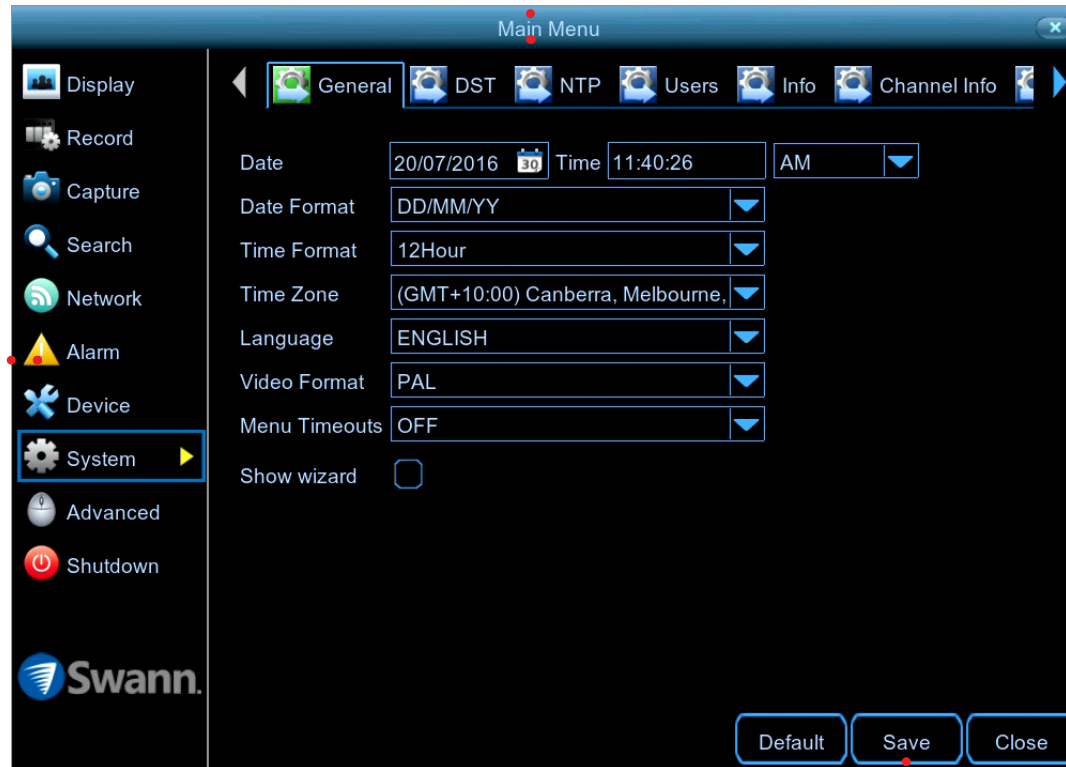 Main Menu
Display
Record
Capture
Search
Network
Alarm
Device
System
Advanced
Shutdown
Swann.
General DST NTP Users Info Channel Info
Date 20/07/2016 30 Time 11:40:26 AM
Date Format DD/MM/YY
Time Format 12Hour
Time Zone (GMT+10:00) Canberra, Melbourne,
Language ENGLISH
Video Format PAL
Menu Timeouts OFF
Show wizard
Default Save Close